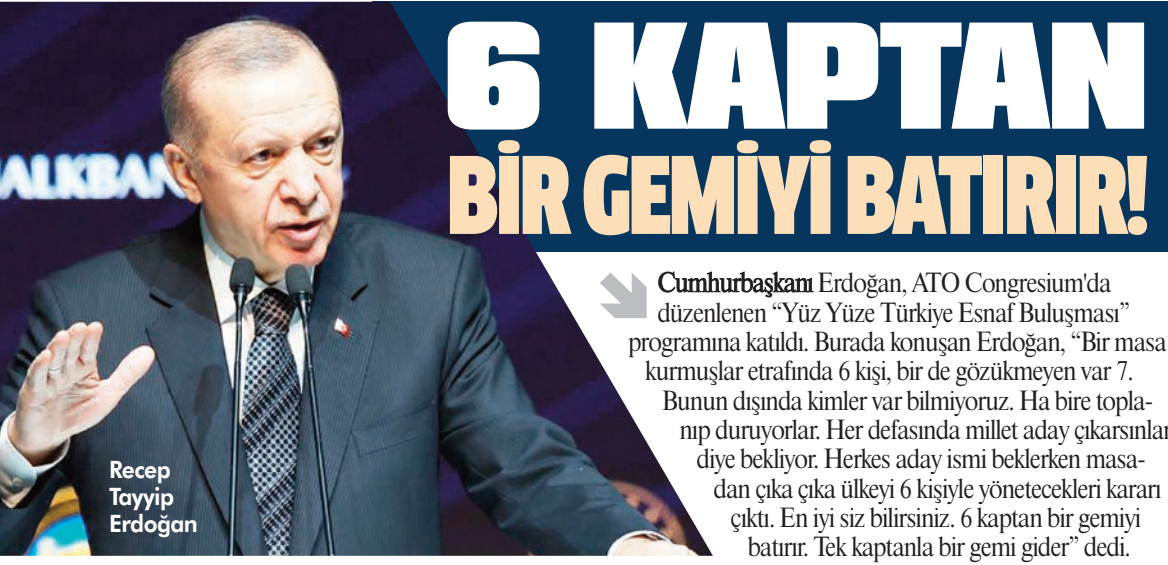 6 KAPTAN
BİR GEMİYİ BATIRIR!
Cumhurbaşkanı Erdoğan, ATO Congresium'da
düzenlenen “Yüz Yüze Türkiye Esnaf Buluşması”
programına katıldı. Burada konuşan Erdoğan, “Bir masa
kurmuşlar etrafında 6 kişi, bir de gözükmeyen var 7.
Bunun dışında kimler var bilmiyoruz. Ha bire topla-
nıp duruyorlar. Her defasında millet aday çıkarsınlar
diye bekliyor. Herkes aday ismi beklerken masa-
dan çıka çıka ülkeyi 6 kişiyle yönetecekleri kararı
çıktı. En iyi siz bilirsiniz. 6 kaptan bir gemiyi
batırır. Tek kaptanla bir gemi gider” dedi.
ALKBAN
Recep
Tayyip
Erdoğan